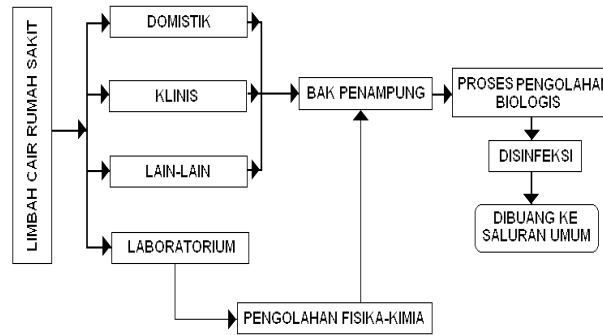 LIMBAH CAIR RUMAH SAKIT
DOMISTIK
KLINIS
LAIN-LAIN
LABORATORIUM
BAK PENAMPUNG
PENGOLAHAN FISIKA-KIMIA
PROSES PENGOLAHAN
BIOLOGIS
DISINFEKSI
DIBUANG KE
SALURAN UMUM